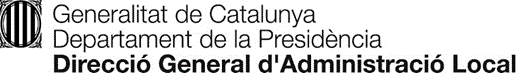 Generalitat de Catalunya
Departament de la Presidència
Direcció General d'Administració Local